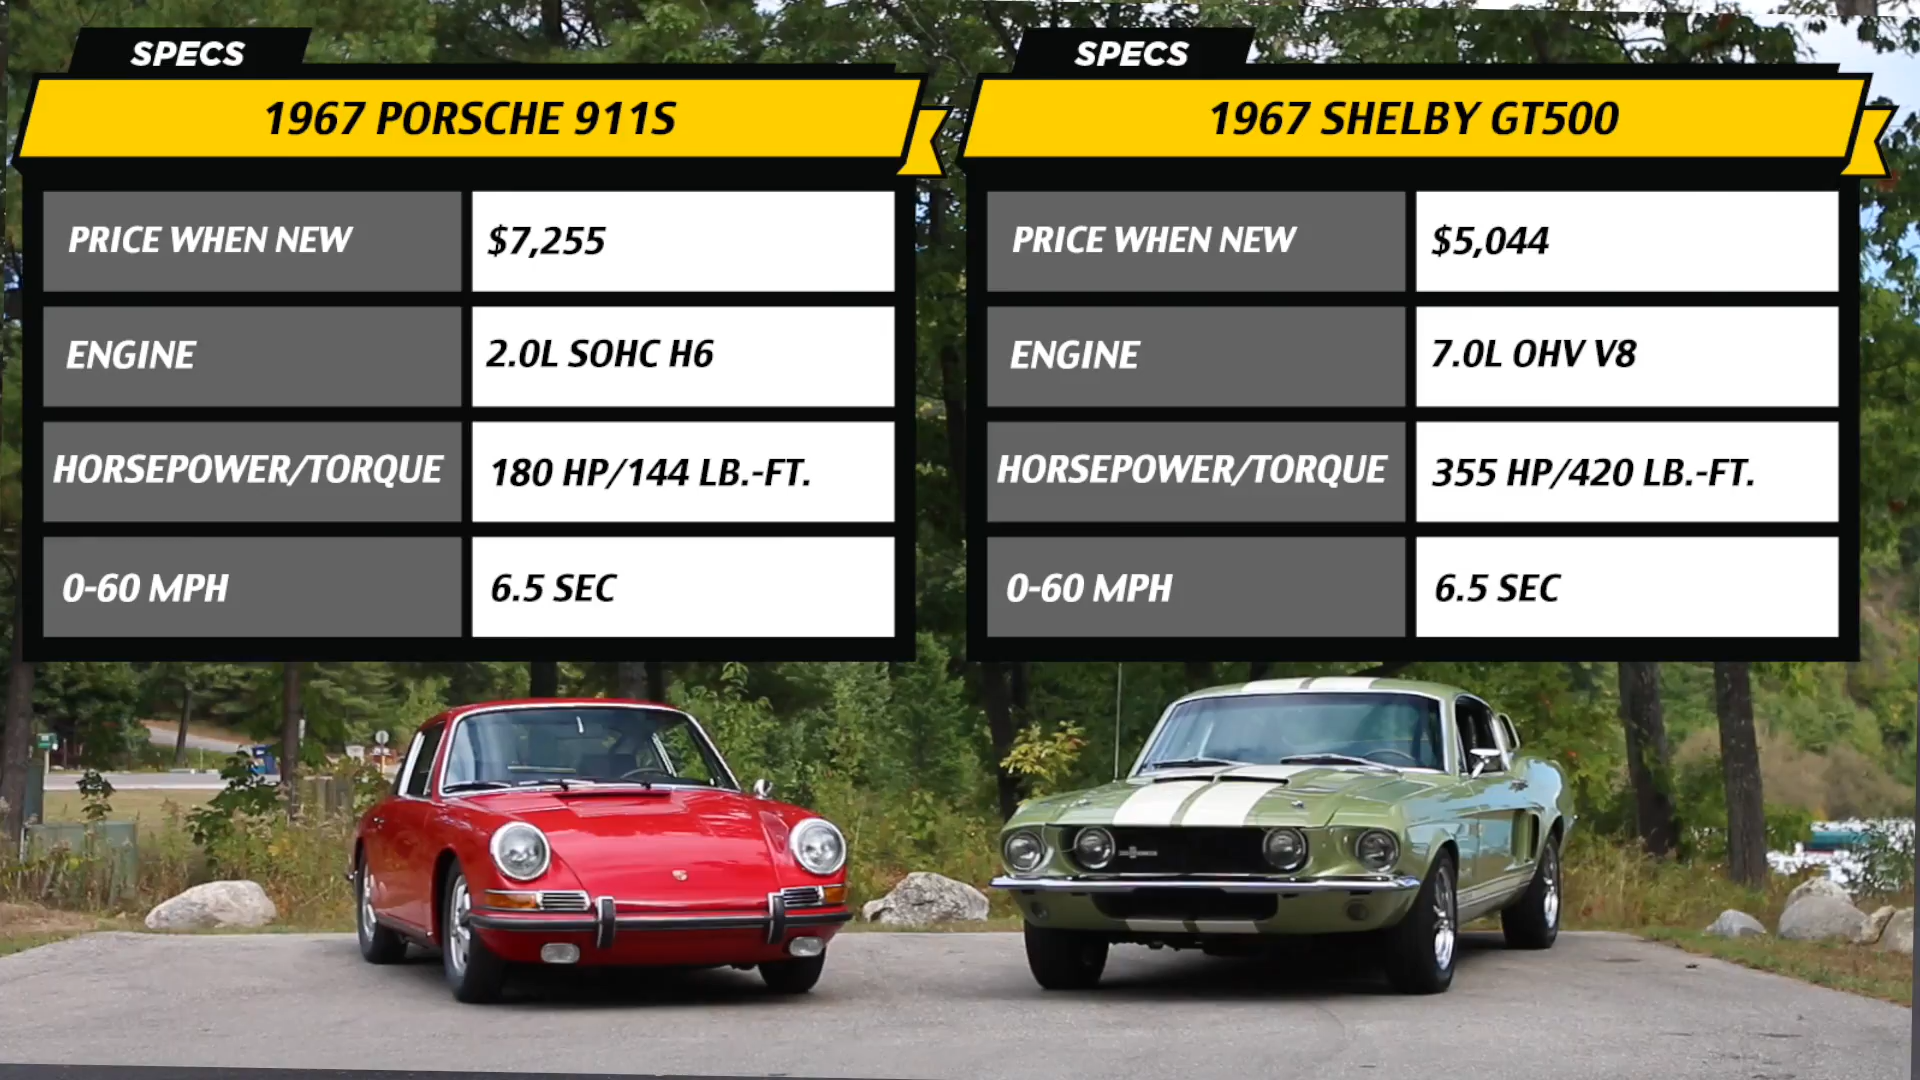 SPECS
1967 PORSCHE 911S
PRICE WHEN NEW $7,255
ENGINE 2.0L SOHC H6
HORSEPOWER/TORQUE 180 HP/144 LB.-FT.
0-60 MPH 6.5 SEC
SPECS
1967 SHELBY GT500
PRICE WHEN NEW $5,044
ENGINE 7.0L OHV V8
HORSEPOWER/TORQUE 355 HP/420 LB.-FT.
0-60 MPH 6.5 SEC